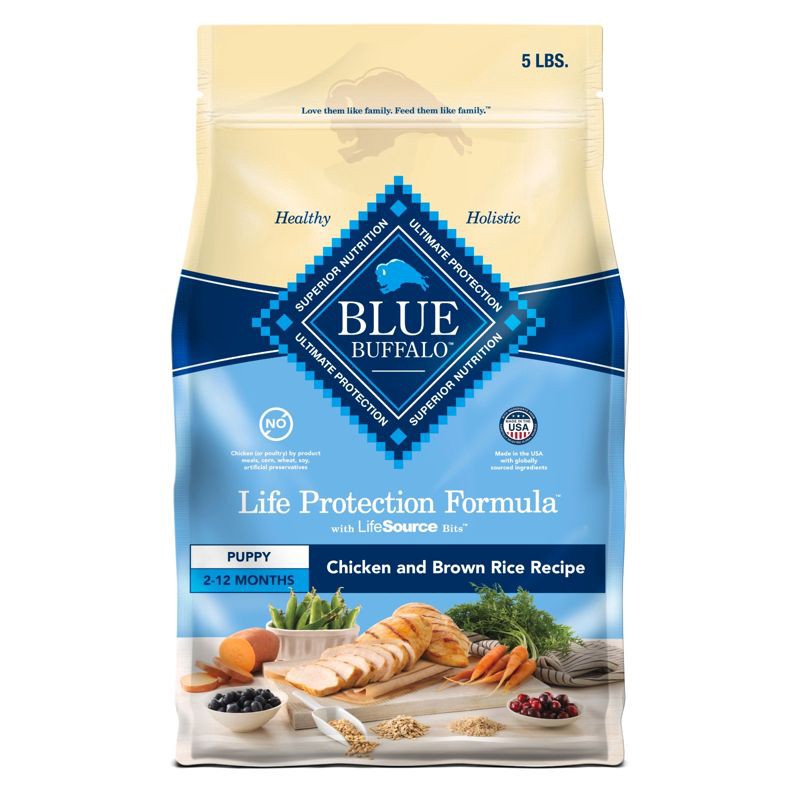 5 LBS.
Love them like family. Feed them like family.™
Healthy
Holistic
SUPERIOR NUTRITION
ULTIMATE PROTECTION
BLUE
BUFFALO™
ULTIMATE PROTECTION
SUPERIOR NUTRITION
NO
Chicken (or poultry) by product
meals, corn, wheat, soy,
artificial preservatives
MADE IN THE
USA
Made in the USA
with globally
sourced ingredients
Life Protection Formula™
with LifeSource Bits™
PUPPY
2-12 MONTHS
Chicken and Brown Rice Recipe